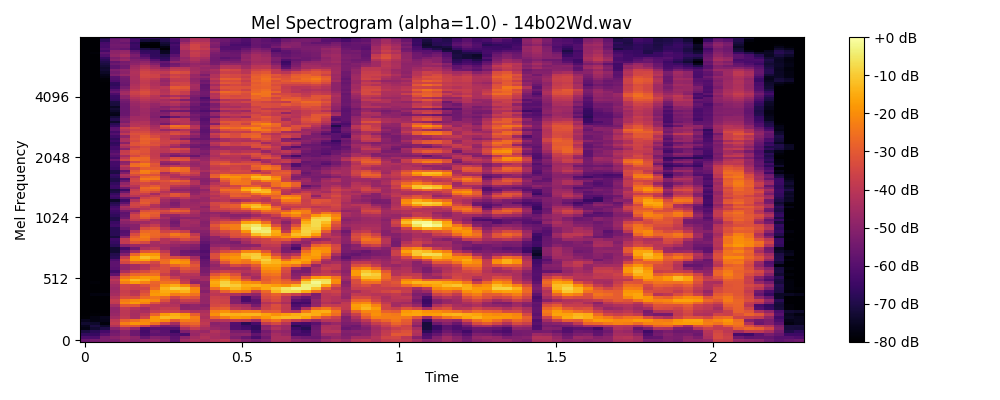 Mel Spectrogram (alpha=1.0) - 14b02Wd.wav
Mel Frequency
4096
2048
1024
512
0
0
0.5
1
1.5
2
Time
+0 dB
-10 dB
-20 dB
-30 dB
-40 dB
-50 dB
-60 dB
-70 dB
-80 dB